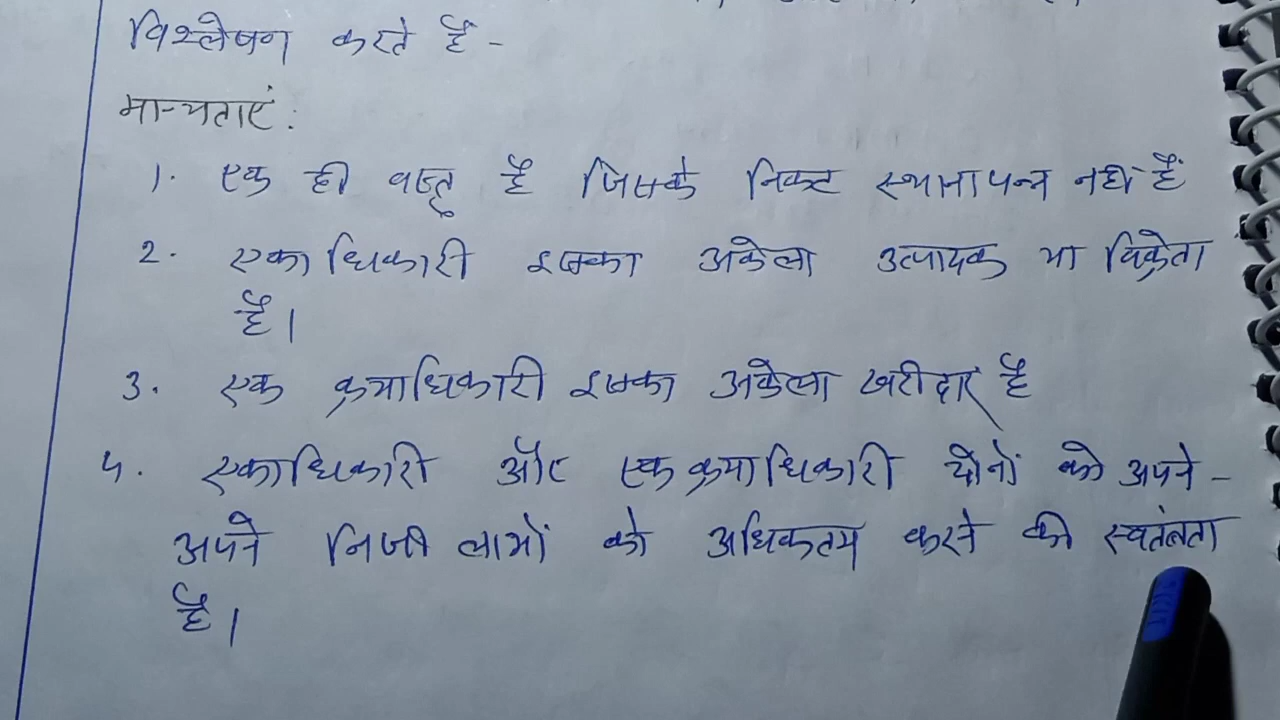 विश्लेषण करते हैं -
मान्यताएं :
1. एक ही वस्तु है जिसके निकट स्थानापन्न नहीं हैं
2. एकाधिकारी इसका अकेला उत्पादक या विक्रेता
है।
3. एक क्रयाधिकारी इसका अकेला खरीदार है
4. एकाधिकारी और एक क्रयाधिकारी दोनों को अपने -
अपने निजी लाभों को अधिकतम करने की स्वतंत्रता
है।